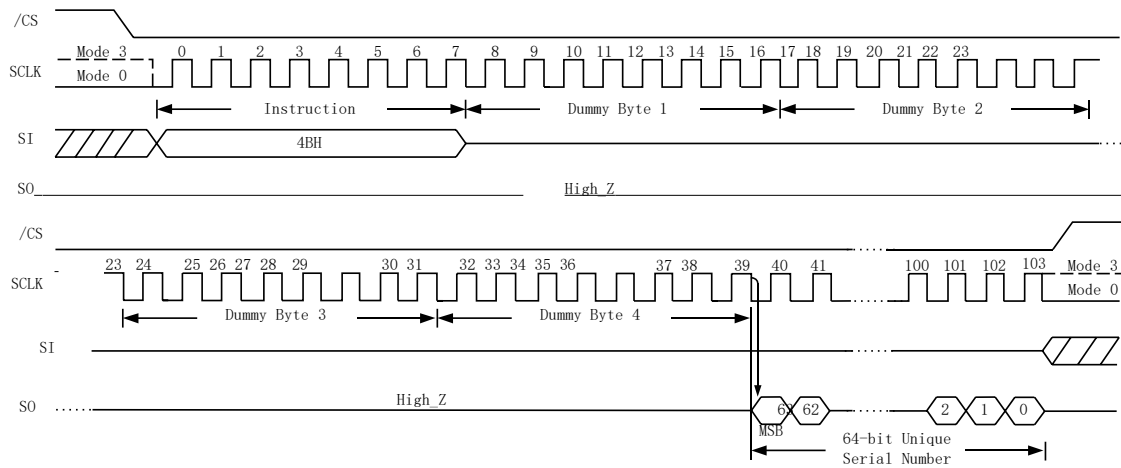 /CS
Mode 3 0 1 2 3 4 5 6 7 8 9 10 11 12 13 14 15 16 17 18 19 20 21 22 23
SCLK
Mode 0
Instruction Dummy Byte 1 Dummy Byte 2
SI
4BH
SO High_Z
/CS
23 24 25 26 27 28 29 30 31 32 33 34 35 36 37 38 39 40 41 100 101 102 103 Mode 3
SCLK
Mode 0
Dummy Byte 3 Dummy Byte 4
SI
High_Z
SO
63 62 2 1 0
MSB
64-bit Unique
Serial Number